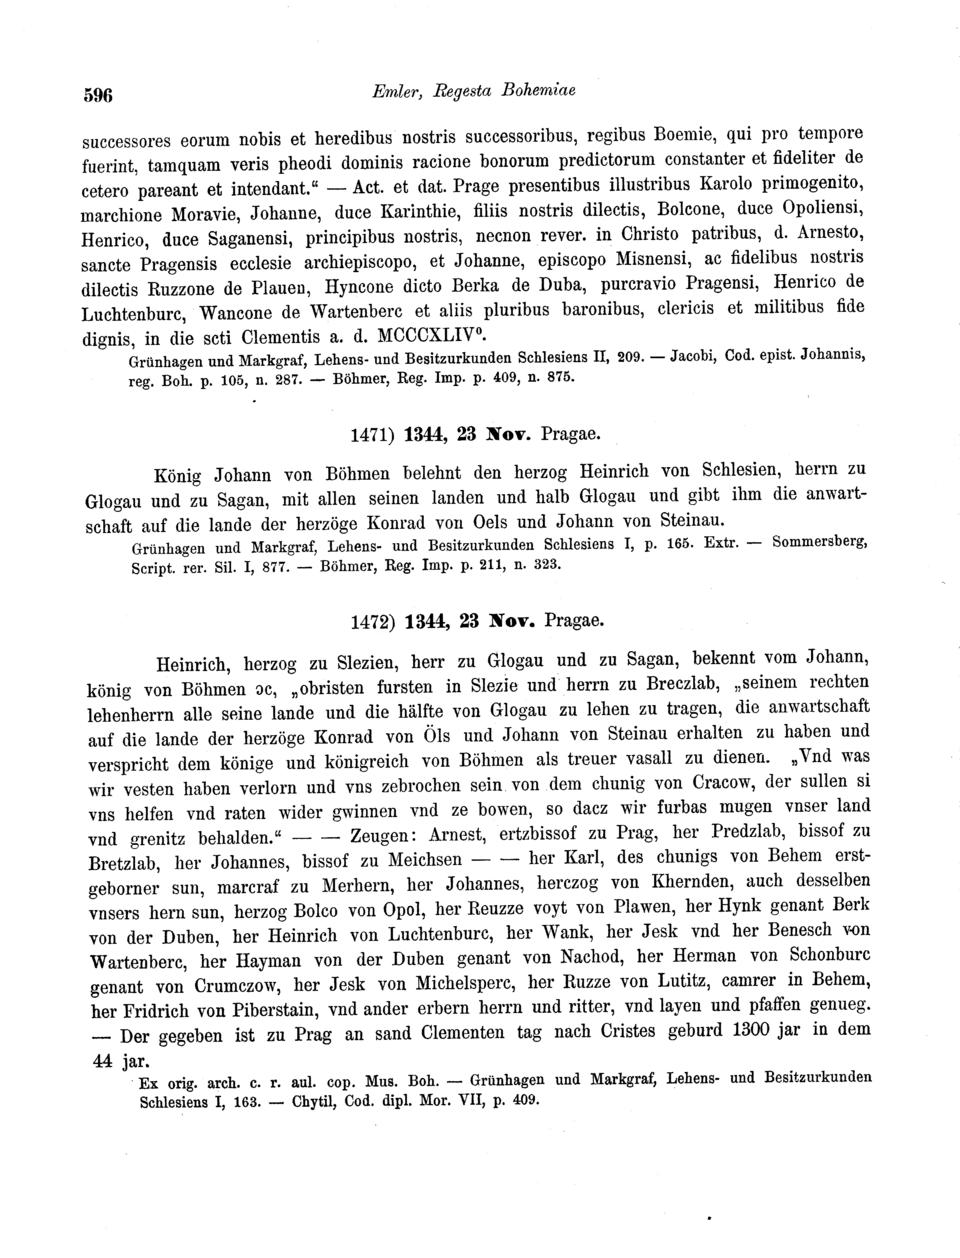 596
Emler, Regesta Bohemiae
successores eorum nobis et heredibus nostris successoribus, regibus Boemie, qui pro tempore
fuerint, tamquam veris pheodi dominis racione bonorum predictorum constanter et fideliter de
cetero pareant et intendant.“ — Act. et dat. Prage presentibus illustribus Karolo primogenito,
marchione Moravie, Johanne, duce Karinthie, filiis nostris dilectis, Bolcone, duce Opoliensi,
Henrico, duce Saganensi, principibus nostris, necnon rever. in Christo patribus, d. Arnesto,
sancte Pragensis ecclesie archiepiscopo, et Johanne, episcopo Misnensi, ac fidelibus nostris
dilectis Ruzzone de Plauen, Hyncone dicto Berka de Duba, purcravio Pragensi, Henrico de
Luchtenburc, Wancone de Wartenberc et aliis pluribus baronibus, clericis et militibus fide
dignis, in die scti Clementis a. d. MCCCXLIV⁰.
Grünhagen und Markgraf, Lehens- und Besitzurkunden Schlesiens II, 209. — Jacobi, Cod. epist. Johannis,
reg. Boh. p. 105, n. 287. — Böhmer, Reg. Imp. p. 409, n. 875.
1471) 1344, 23 Nov. Pragae.
König Johann von Böhmen belehnt den herzog Heinrich von Schlesien, herrn zu
Glogau und zu Sagan, mit allen seinen landen und halb Glogau und gibt ihm die anwart-
schaft auf die lande der herzöge Konrad von Oels und Johann von Steinau.
Grünhagen und Markgraf, Lehens- und Besitzurkunden Schlesiens I, p. 165. Extr. — Sommersberg,
Script. rer. Sil. I, 877. — Böhmer, Reg. Imp. p. 211, n. 323.
1472) 1344, 23 Nov. Pragae.
Heinrich, herzog zu Slezien, herr zu Glogau und zu Sagan, bekennt vom Johann,
könig von Böhmen ꝛc, „obristen fursten in Slezie und herrn zu Breczlab, „seinem rechten
lehenherrn alle seine lande und die hälfte von Glogau zu lehen zu tragen, die anwartschaft
auf die lande der herzöge Konrad von Öls und Johann von Steinau erhalten zu haben und
verspricht dem könige und königreich von Böhmen als treuer vasall zu dienen. „Vnd was
wir vesten haben verlorn und vns zebrochen sein von dem chunig von Cracow, der sullen si
vns helfen vnd raten wider gwinnen vnd ze bowen, so dacz wir furbas mugen vnser land
vnd grenitz behalden.“ — — Zeugen: Arnest, ertzbissof zu Prag, her Predzlab, bissof zu
Bretzlab, her Johannes, bissof zu Meichsen — — her Karl, des chunigs von Behem erst-
geborner sun, marcraf zu Merhern, her Johannes, herczog von Khernden, auch desselben
vnsers hern sun, herzog Bolco von Opol, her Reuzze voyt von Plawen, her Hynk genant Berk
von der Duben, her Heinrich von Luchtenburc, her Wank, her Jesk vnd her Benesch von
Wartenberc, her Hayman von der Duben genant von Nachod, her Herman von Schonburc
genant von Crumczow, her Jesk von Michelsperc, her Ruzze von Lutitz, camrer in Behem,
her Fridrich von Piberstain, vnd ander erbern herrn und ritter, vnd layen und pfaffen genueg.
— Der gegeben ist zu Prag an sand Clementen tag nach Cristes geburd 1300 jar in dem
44 jar.
Ex orig. arch. c. r. aul. cop. Mus. Boh. — Grünhagen und Markgraf, Lehens- und Besitzurkunden
Schlesiens I, 163. — Chytil, Cod. dipl. Mor. VII, p. 409.